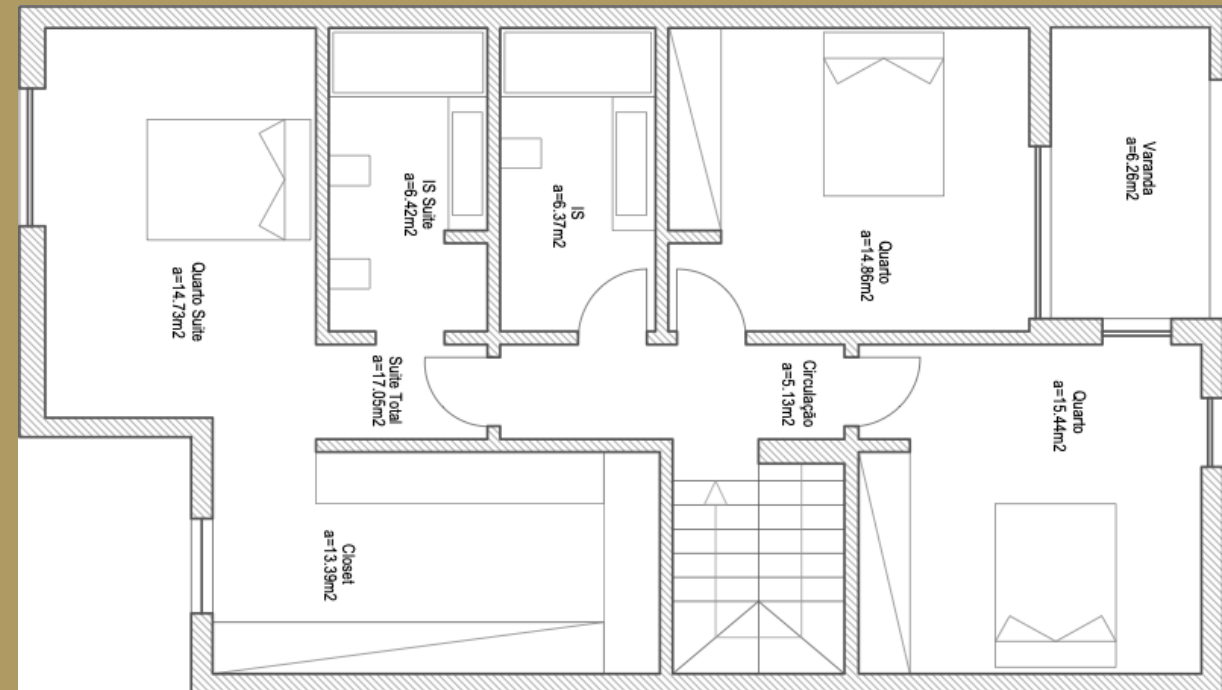 Quarto Suite
a=14.73m2
IS Suite
a=6.42m2
Suite Total
a=17.05m2
Closet
a=13.39m2
IS
a=6.37m2
Circulação
a=5.13m2
Quarto
a=14.86m2
Quarto
a=15.44m2
Varanda
a=6.26m2